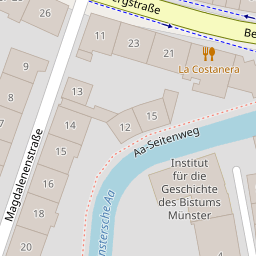 26
rgstraße
Be
11
23
21
La Costanera
9
13
8
14
12
15
7
15
Aa-Seitenweg
Magdalenenstraße
16
Institut
für die
Geschichte
des Bistums
Münster
18
nstersche Aa
20